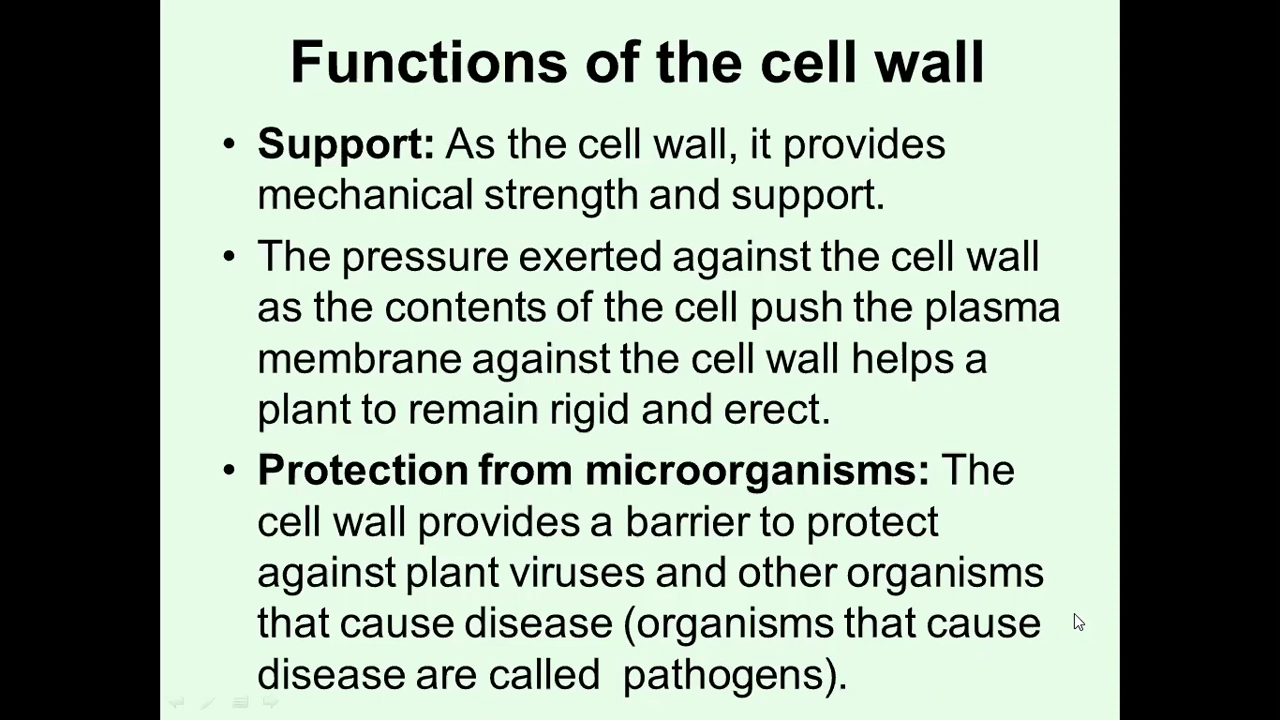 Functions of the cell wall
• Support: As the cell wall, it provides
mechanical strength and support.
• The pressure exerted against the cell wall
as the contents of the cell push the plasma
membrane against the cell wall helps a
plant to remain rigid and erect.
• Protection from microorganisms: The
cell wall provides a barrier to protect
against plant viruses and other organisms
that cause disease (organisms that cause
disease are called  pathogens).